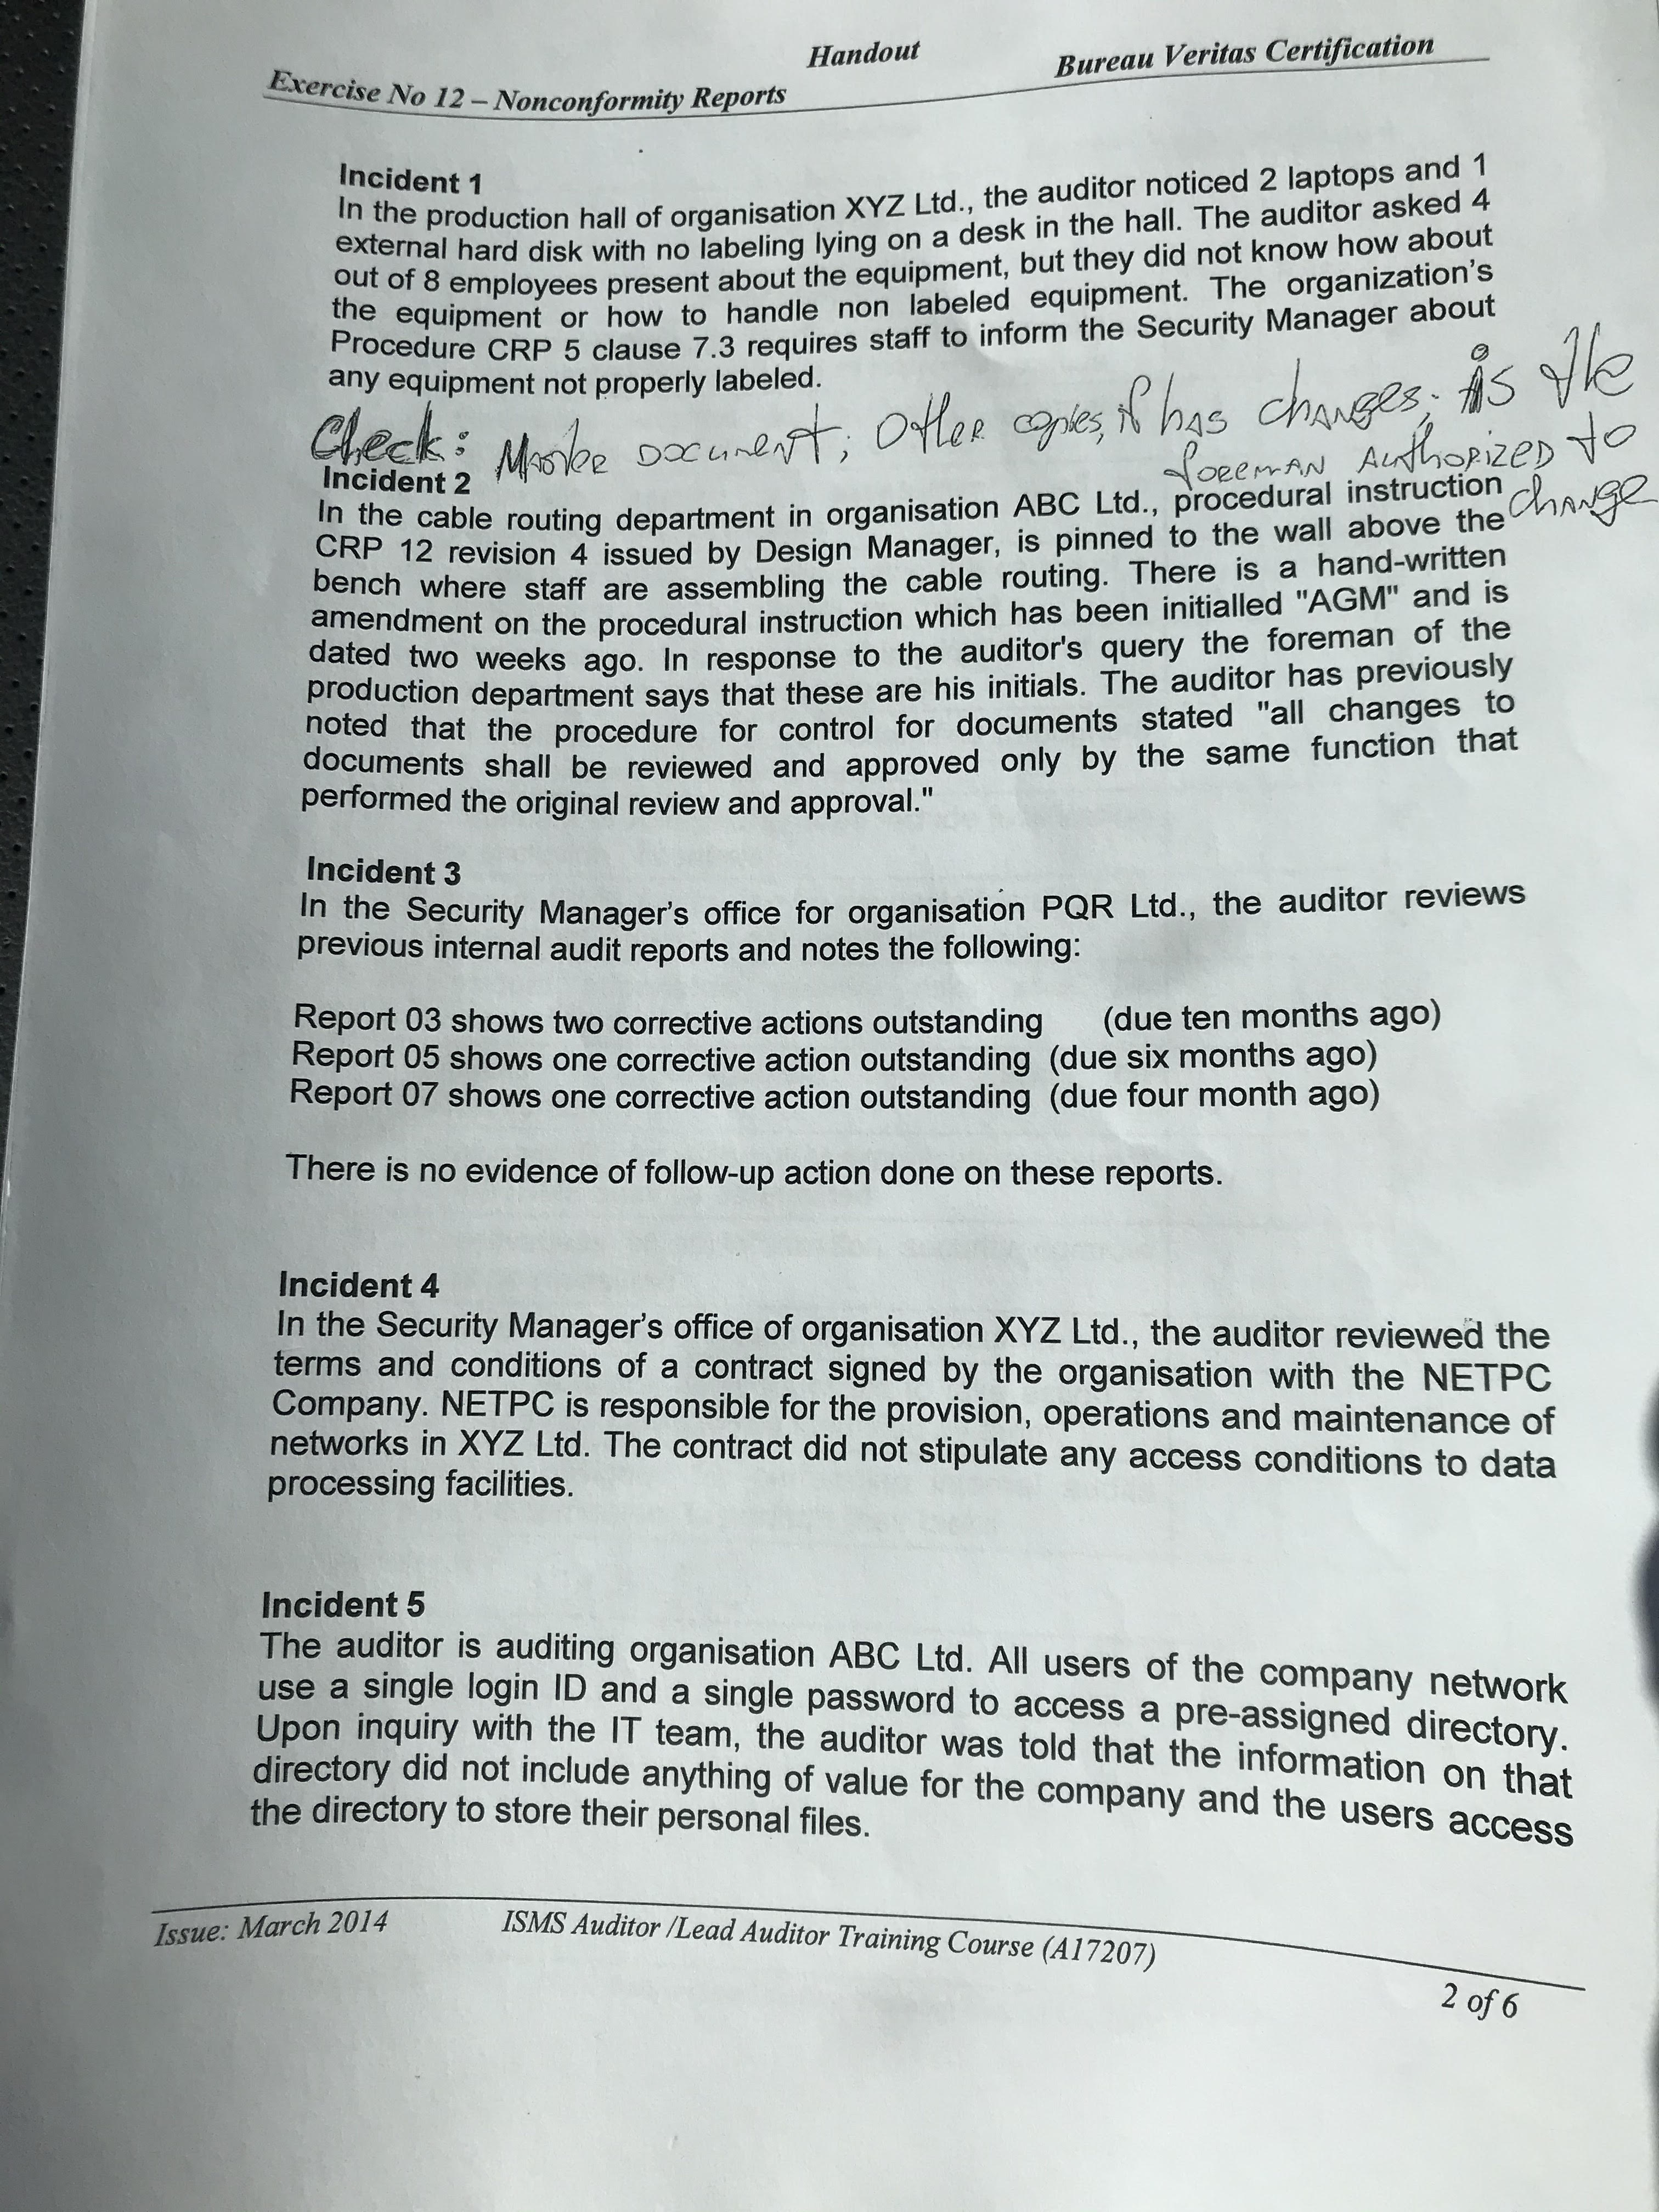 Handout
Bureau Veritas Certification
Exercise No 12 – Nonconformity Reports
Incident 1
In the production hall of organisation XYZ Ltd., the auditor noticed 2 laptops and 1
external hard disk with no labeling lying on a desk in the hall. The auditor asked 4
out of 8 employees present about the equipment, but they did not know how about
the equipment or how to handle non labeled equipment. The organization's
Procedure CRP 5 clause 7.3 requires staff to inform the Security Manager about
any equipment not properly labeled.
Check: Master Document; Other copies, if has changes; is the
foreman Authorized to
change
Incident 2
In the cable routing department in organisation ABC Ltd., procedural instruction
CRP 12 revision 4 issued by Design Manager, is pinned to the wall above the
bench where staff are assembling the cable routing. There is a hand-written
amendment on the procedural instruction which has been initialled "AGM" and is
dated two weeks ago. In response to the auditor's query the foreman of the
production department says that these are his initials. The auditor has previously
noted that the procedure for control for documents stated "all changes to
documents shall be reviewed and approved only by the same function that
performed the original review and approval."
Incident 3
In the Security Manager's office for organisation PQR Ltd., the auditor reviews
previous internal audit reports and notes the following:
Report 03 shows two corrective actions outstanding (due ten months ago)
Report 05 shows one corrective action outstanding (due six months ago)
Report 07 shows one corrective action outstanding (due four month ago)
There is no evidence of follow-up action done on these reports.
Incident 4
In the Security Manager's office of organisation XYZ Ltd., the auditor reviewed the
terms and conditions of a contract signed by the organisation with the NETPC
Company. NETPC is responsible for the provision, operations and maintenance of
networks in XYZ Ltd. The contract did not stipulate any access conditions to data
processing facilities.
Incident 5
The auditor is auditing organisation ABC Ltd. All users of the company network
use a single login ID and a single password to access a pre-assigned directory.
Upon inquiry with the IT team, the auditor was told that the information on that
directory did not include anything of value for the company and the users access
the directory to store their personal files.
Issue: March 2014
ISMS Auditor /Lead Auditor Training Course (A17207)
2 of 6